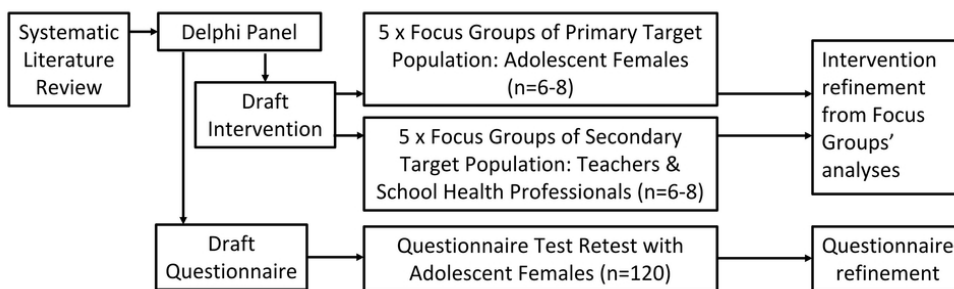 Systematic
Literature
Review
Delphi Panel
Draft
Intervention
5 x Focus Groups of Primary Target
Population: Adolescent Females
(n=6-8)
5 x Focus Groups of Secondary
Target Population: Teachers &
School Health Professionals (n=6-8)
Intervention
refinement
from Focus
Groups’
analyses
Draft
Questionnaire
Questionnaire Test Retest with
Adolescent Females (n=120)
Questionnaire
refinement